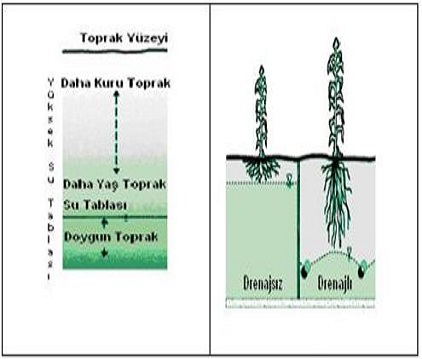 Toprak Yüzeyi
Yüksek Su Tablası
Daha Kuru Toprak
Daha Yaş Toprak
Su Tablası
Doygun Toprak
Drenajsız
Drenajlı